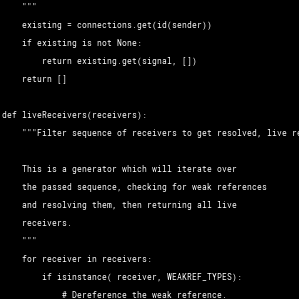 """
existing = connections.get(id(sender))
if existing is not None:
return existing.get(signal, [])
return []
def liveReceivers(receivers):
"""Filter sequence of receivers to get resolved, live
This is a generator which will iterate over
the passed sequence, checking for weak references
and resolving them, then returning all live
receivers.
"""
for receiver in receivers:
if isinstance( receiver, WEAKREF_TYPES):
# Dereference the weak reference.